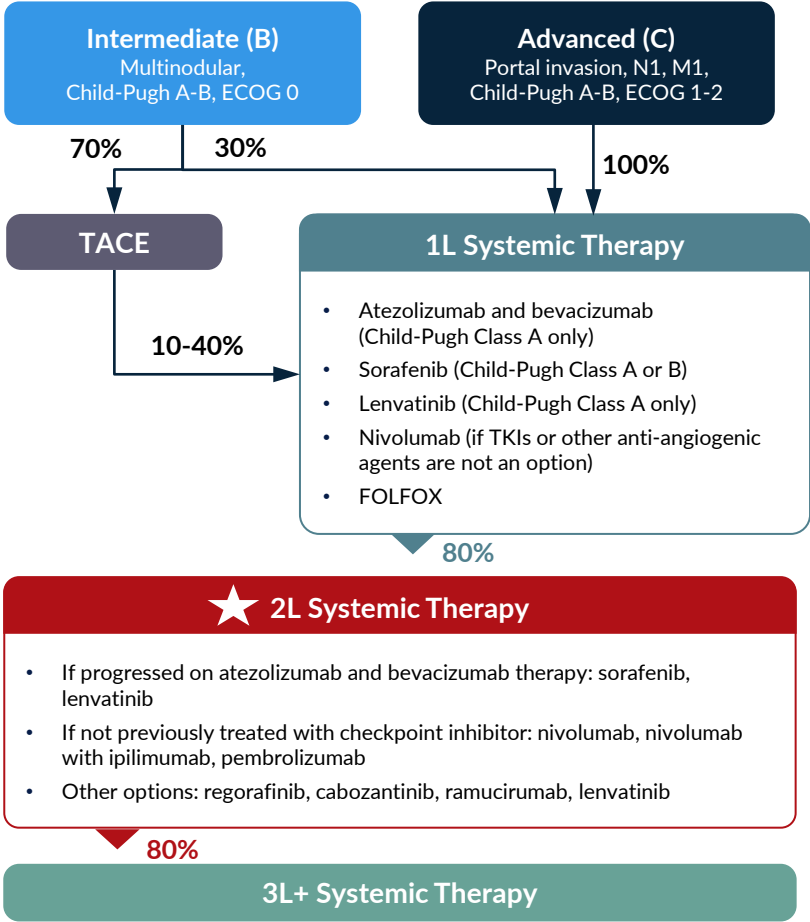 Intermediate (B)
Multinodular,
Child-Pugh A-B, ECOG 0
Advanced (C)
Portal invasion, N1, M1,
Child-Pugh A-B, ECOG 1-2
70%
30%
100%
TACE
1L Systemic Therapy
10-40%
• Atezolizumab and bevacizumab
(Child-Pugh Class A only)
• Sorafenib (Child-Pugh Class A or B)
• Lenvatinib (Child-Pugh Class A only)
• Nivolumab (if TKIs or other anti-angiogenic
agents are not an option)
• FOLFOX
80%
2L Systemic Therapy
• If progressed on atezolizumab and bevacizumab therapy: sorafenib,
lenvatinib
• If not previously treated with checkpoint inhibitor: nivolumab, nivolumab
with ipilimumab, pembrolizumab
• Other options: regorafinib, cabozantinib, ramucirumab, lenvatinib
80%
3L+ Systemic Therapy